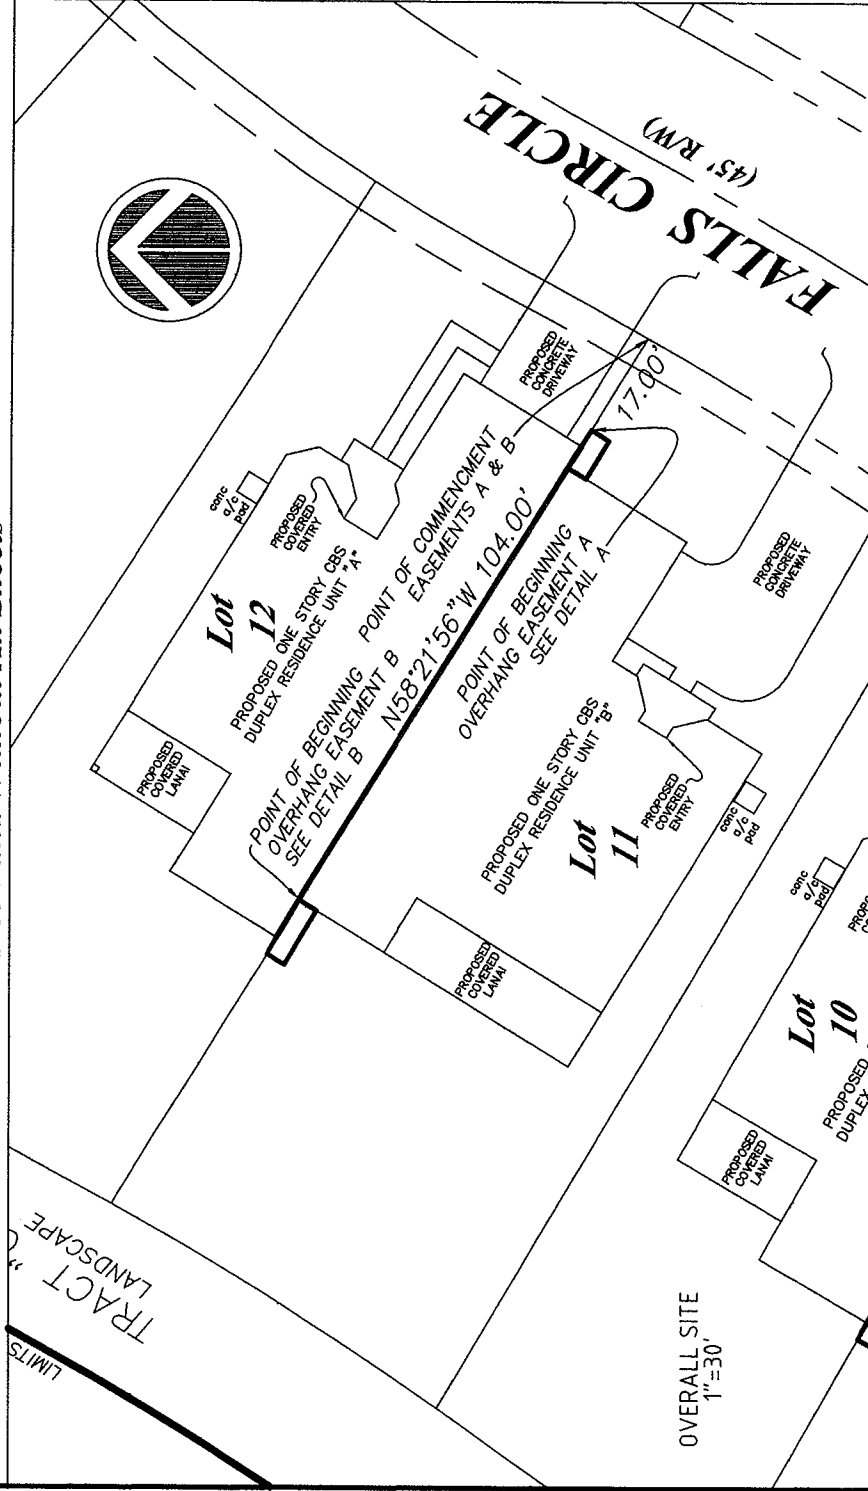 FALLS CIRCLE
(45' R/W)
PROPOSED
CONCRETE
DRIVEWAY
17.00'
conc
a/c
pad
PROPOSED
COVERED
ENTRY
Lot
12
PROPOSED ONE STORY CBS
DUPLEX RESIDENCE UNIT "A"
POINT OF COMMENCMENT
EASEMENTS A & B
PROPOSED
COVERED
LANAI
POINT OF BEGINNING
OVERHANG EASEMENT B
SEE DETAIL B
N58°21'56"W 104.00'
POINT OF BEGINNING
OVERHANG EASEMENT A
SEE DETAIL A
PROPOSED
CONCRETE
DRIVEWAY
PROPOSED ONE STORY CBS
DUPLEX RESIDENCE UNIT "B"
Lot
11
PROPOSED
COVERED
ENTRY
conc
a/c
pad
PROPOSED
COVERED
LANAI
conc
a/c
pad
Lot
10
PROPOSED
DUPLEX
PROPOSED
COVERED
LANAI
TRACT "
LANDSCAPE
LIMITS
OVERALL SITE
1"=30'